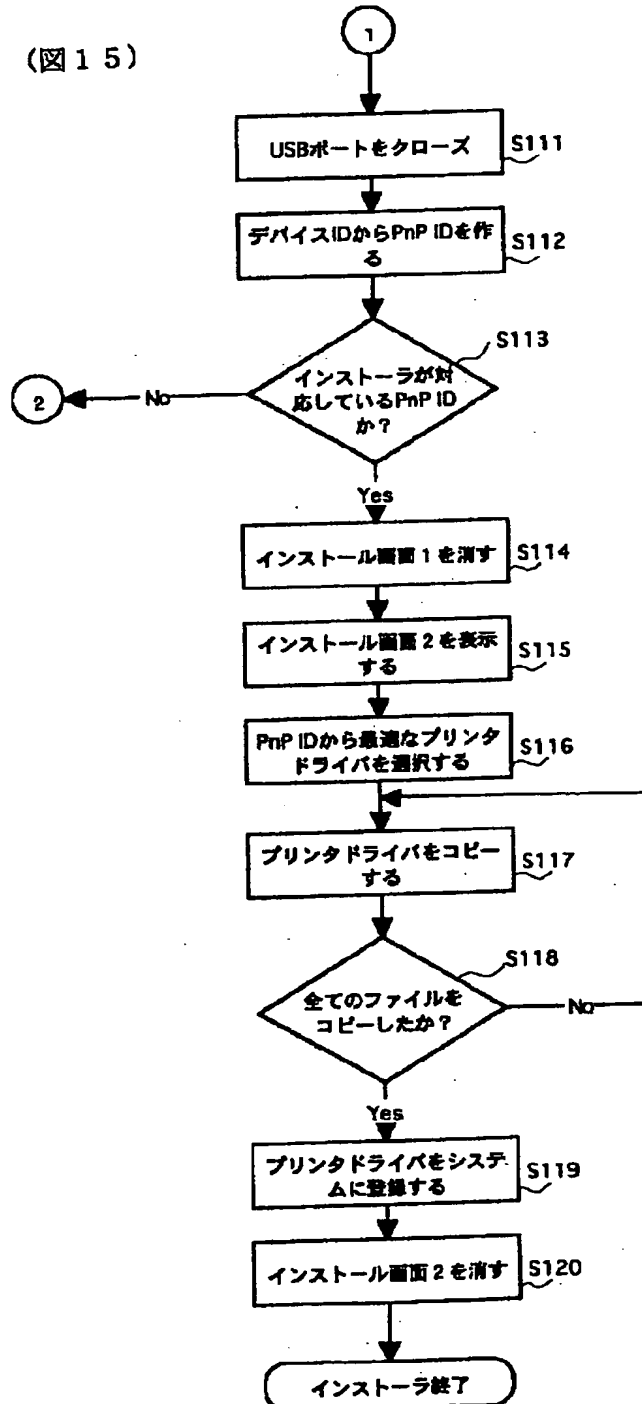 (図15)
1
USBポートをクローズ
S111
デバイスIDからPnP IDを作
る
S112
S113
インストーラが対
応しているPnP ID
か?
No
2
Yes
インストール画面1を消す
S114
インストール画面2を表示
する
S115
PnP IDから最適なプリンタ
ドライバを選択する
S116
プリンタドライバをコピー
する
S117
S118
全てのファイルを
コピーしたか?
No
Yes
プリンタドライバをシステ
ムに登録する
S119
インストール画面2を消す
S120
インストーラ終了